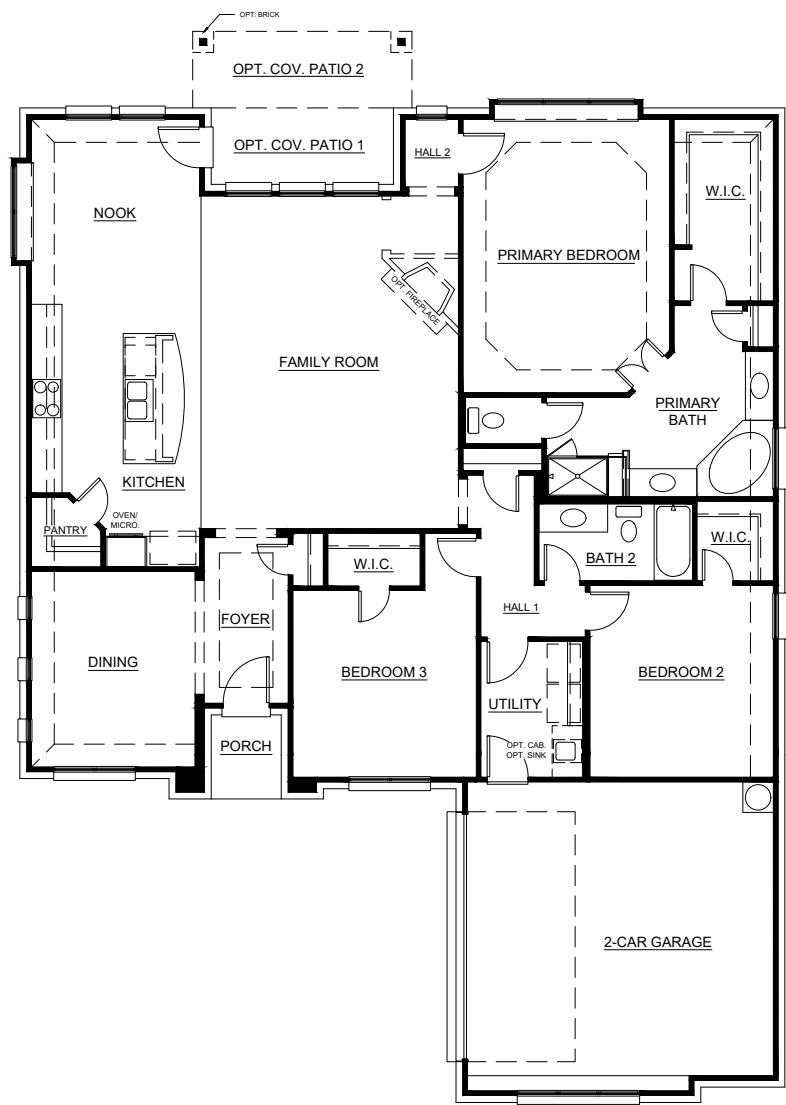 OPT. BRICK
OPT. COV. PATIO 2
OPT. COV. PATIO 1
HALL 2
NOOK
W.I.C.
PRIMARY BEDROOM
OPT. FIREPLACE
FAMILY ROOM
PRIMARY
BATH
KITCHEN
OVEN/
MICRO.
PANTRY
BATH 2
W.I.C.
W.I.C.
HALL 1
FOYER
DINING
BEDROOM 3
BEDROOM 2
UTILITY
PORCH
OPT. CAB.
OPT. SINK
2-CAR GARAGE